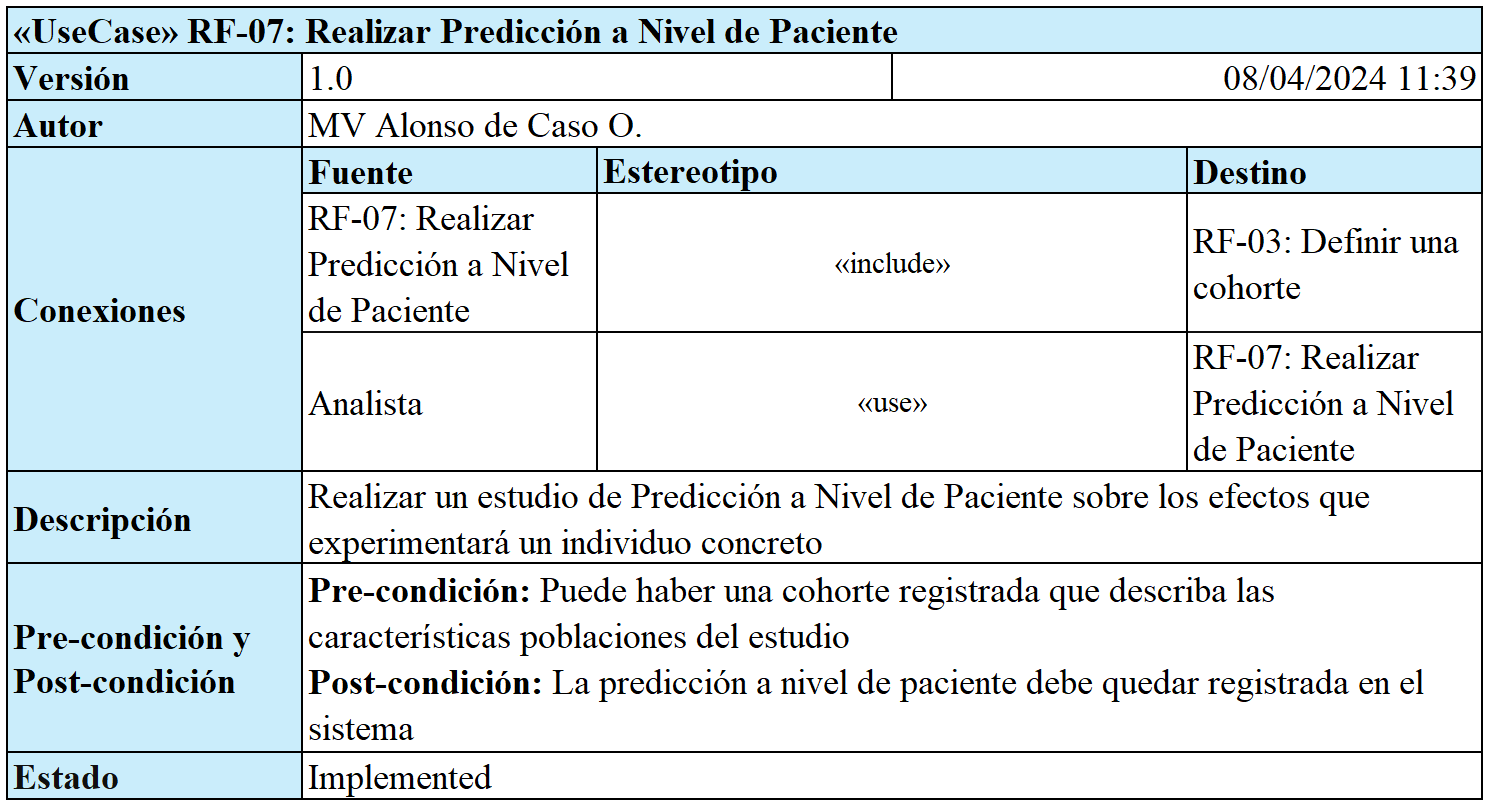 «UseCase» RF-07: Realizar Predicción a Nivel de Paciente
Versión
1.0
08/04/2024 11:39
Autor
MV Alonso de Caso O.
Conexiones
Fuente
Estereotipo
Destino
RF-07: Realizar
Predicción a Nivel
de Paciente
«include»
RF-03: Definir una
cohorte
Analista
«use»
RF-07: Realizar
Predicción a Nivel
de Paciente
Descripción
Realizar un estudio de Predicción a Nivel de Paciente sobre los efectos que
experimentará un individuo concreto
Pre-condición y
Post-condición
Pre-condición: Puede haber una cohorte registrada que describa las
características poblaciones del estudio
Post-condición: La predicción a nivel de paciente debe quedar registrada en el
sistema
Estado
Implemented